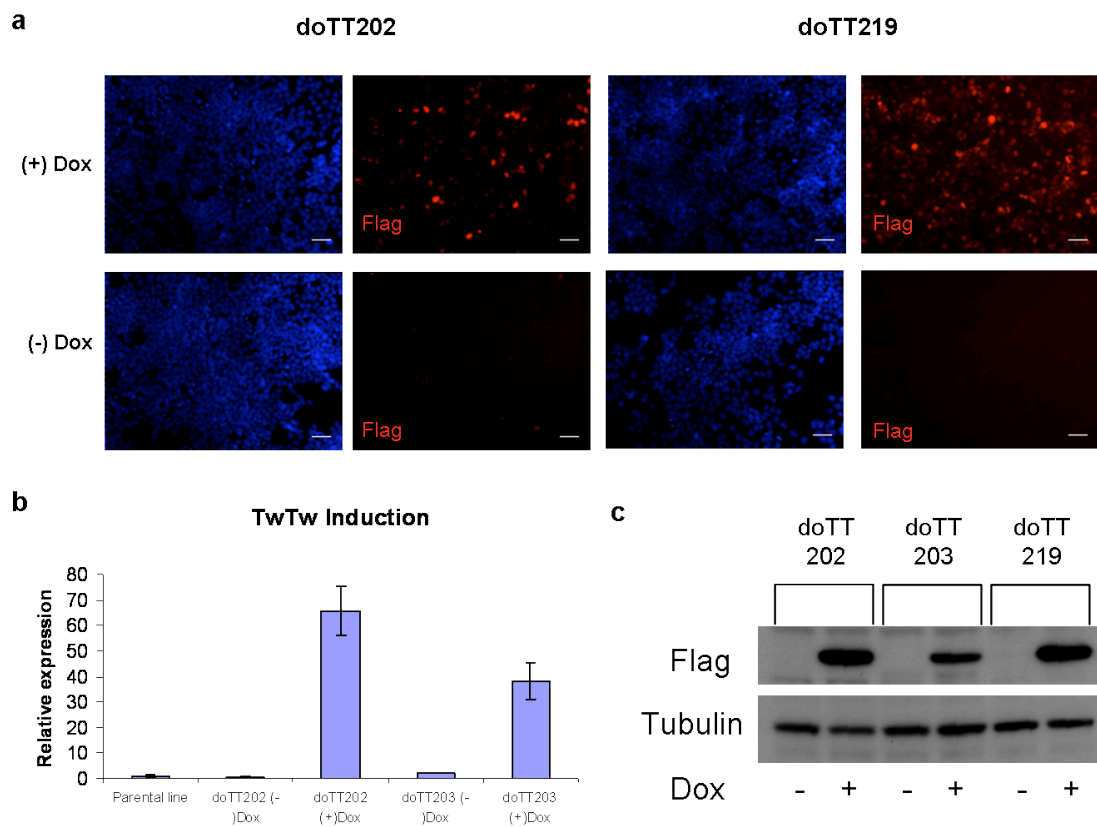 a
doTT202
doTT219
(+) Dox
Flag
Flag
(-) Dox
Flag
Flag
b
TwTw Induction
Relative expression
80
70
60
50
40
30
20
10
0
Parental line
doTT202 (-
)Dox
doTT202
(+)Dox
doTT203 (-
)Dox
doTT203
(+)Dox
c
doTT
202
doTT
203
doTT
219
Flag
Tubulin
Dox - + - + - +